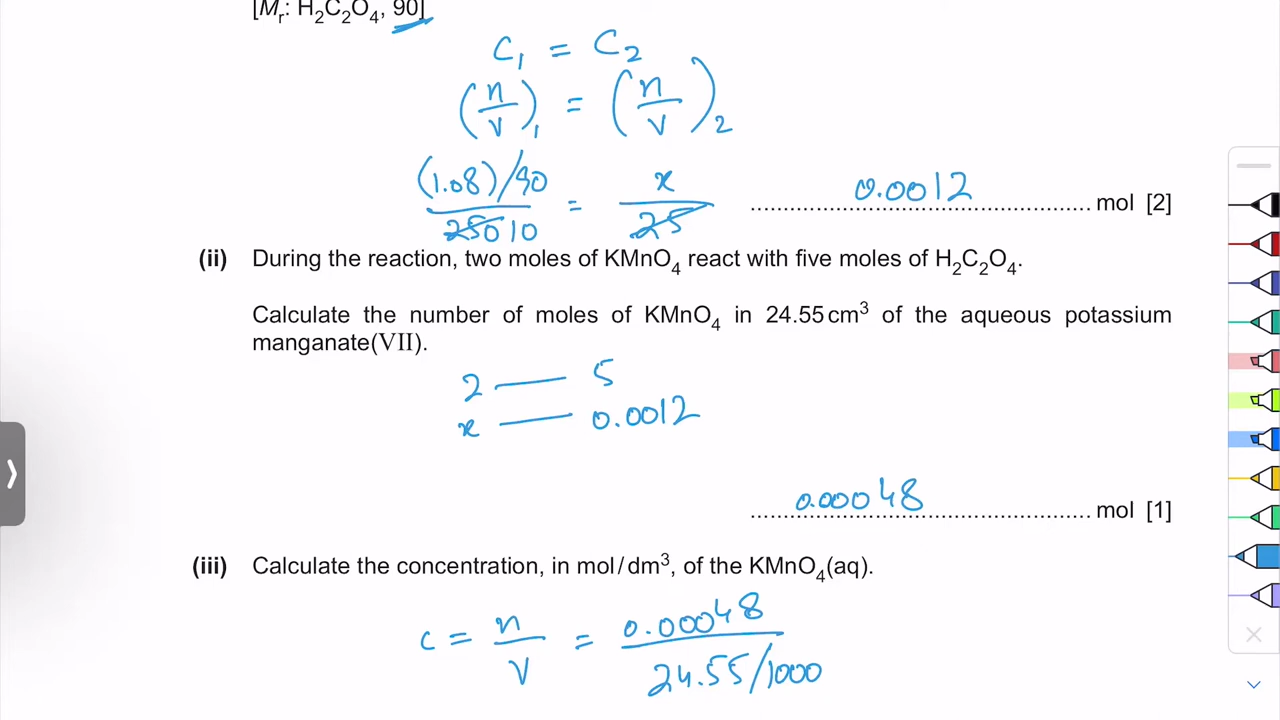 [Mr: H2C2O4, 90]
C1 = C2
(n/v)1 = (n/v)2
(1.08)/90 / 250 10 = x / 25
0.0012
mol [2]
(ii) During the reaction, two moles of KMnO4 react with five moles of H2C2O4.
Calculate the number of moles of KMnO4 in 24.55 cm3 of the aqueous potassium
manganate(VII).
2 — 5
x — 0.0012
0.00048
mol [1]
(iii) Calculate the concentration, in mol/dm3, of the KMnO4(aq).
c = n/v = 0.00048 / 24.55/1000